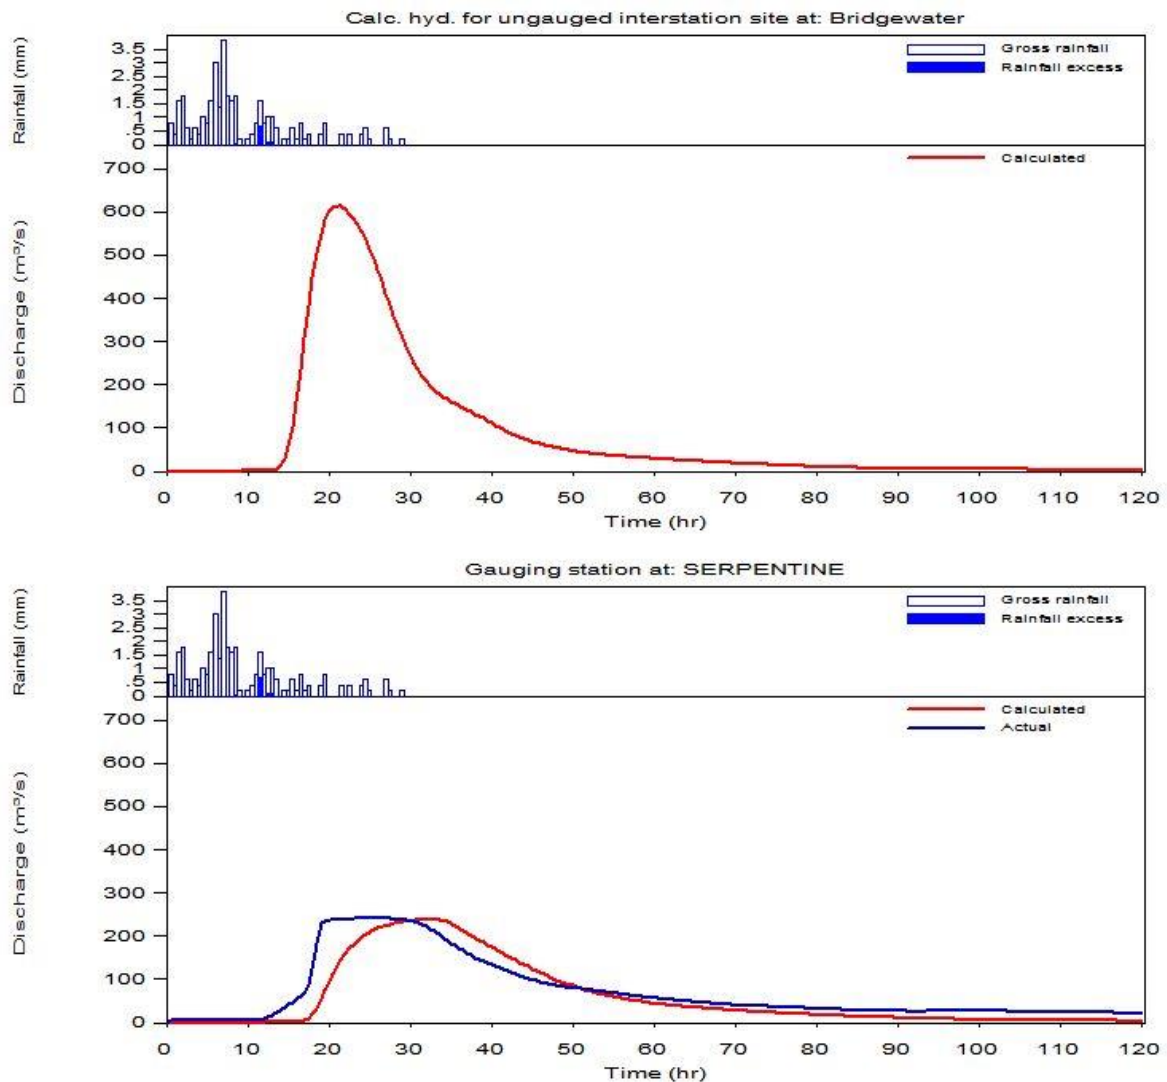 Calc. hyd. for ungauged interstation site at: Bridgewater
Rainfall (mm)
3.5
3
2.5
2
1.5
1
.5
0
Gross rainfall
Rainfall excess
Discharge (m³/s)
700
600
500
400
300
200
100
0
Calculated
0 10 20 30 40 50 60 70 80 90 100 110 120
Time (hr)
Gauging station at: SERPENTINE
Rainfall (mm)
3.5
3
2.5
2
1.5
1
.5
0
Gross rainfall
Rainfall excess
Discharge (m³/s)
700
600
500
400
300
200
100
0
Calculated
Actual
0 10 20 30 40 50 60 70 80 90 100 110 120
Time (hr)